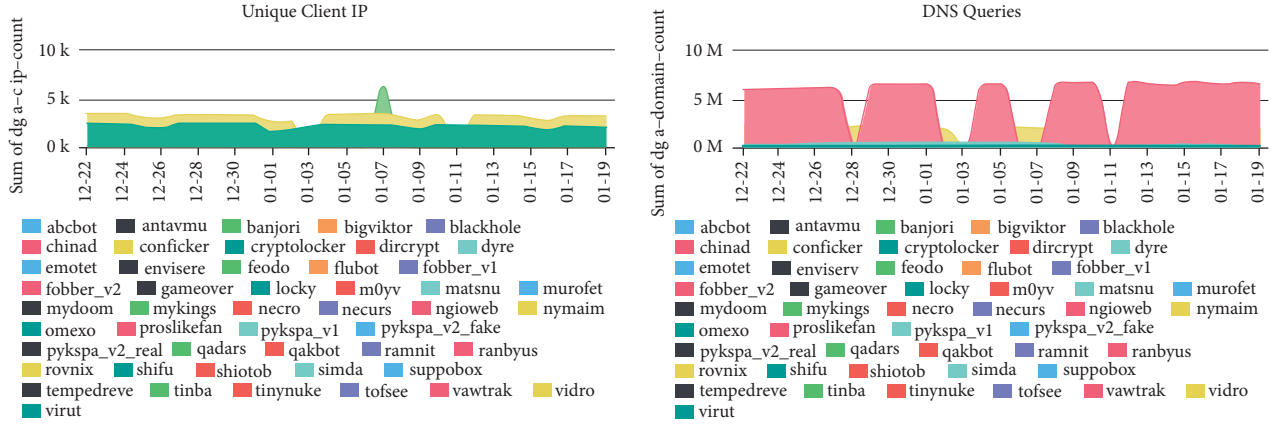 Unique Client IP
Sum of dg a-c ip-count
10 k
5 k
0 k
12-22
12-24
12-26
12-28
12-30
01-01
01-03
01-05
01-07
01-09
01-11
01-13
01-15
01-17
01-19
abcbot antavmu banjori bigviktor blackhole
chinad conficker cryptolocker dircrypt dyre
emotet envisere feodo flubot fobber_v1
fobber_v2 gameover locky m0yv matsnu murofet
mydoom mykings necro necurs ngioweb nymaim
omexo proslikefan pykspa_v1 pykspa_v2_fake
pykspa_v2_real qadars qakbot ramnit ranbyus
rovnix shifu shiotob simda suppobox
tempedreve tinba tinynuke tofsee vawtrak vidro
virut
DNS Queries
Sum of dg a-domain-count
10 M
5 M
0 M
12-22
12-24
12-26
12-28
12-30
01-01
01-03
01-05
01-07
01-09
01-11
01-13
01-15
01-17
01-19
abcbot antavmu banjori bigviktor blackhole
chinad conficker cryptolocker dircrypt dyre
emotet enviserv feodo flubot fobber_v1
fobber_v2 gameover locky m0yv matsnu murofet
mydoom mykings necro necurs ngioweb nymaim
omexo proslikefan pykspa_v1 pykspa_v2_fake
pykspa_v2_real qadars qakbot ramnit ranbyus
rovnix shifu shiotob simda suppobox
tempedreve tinba tinynuke tofsee vawtrak vidro
virut